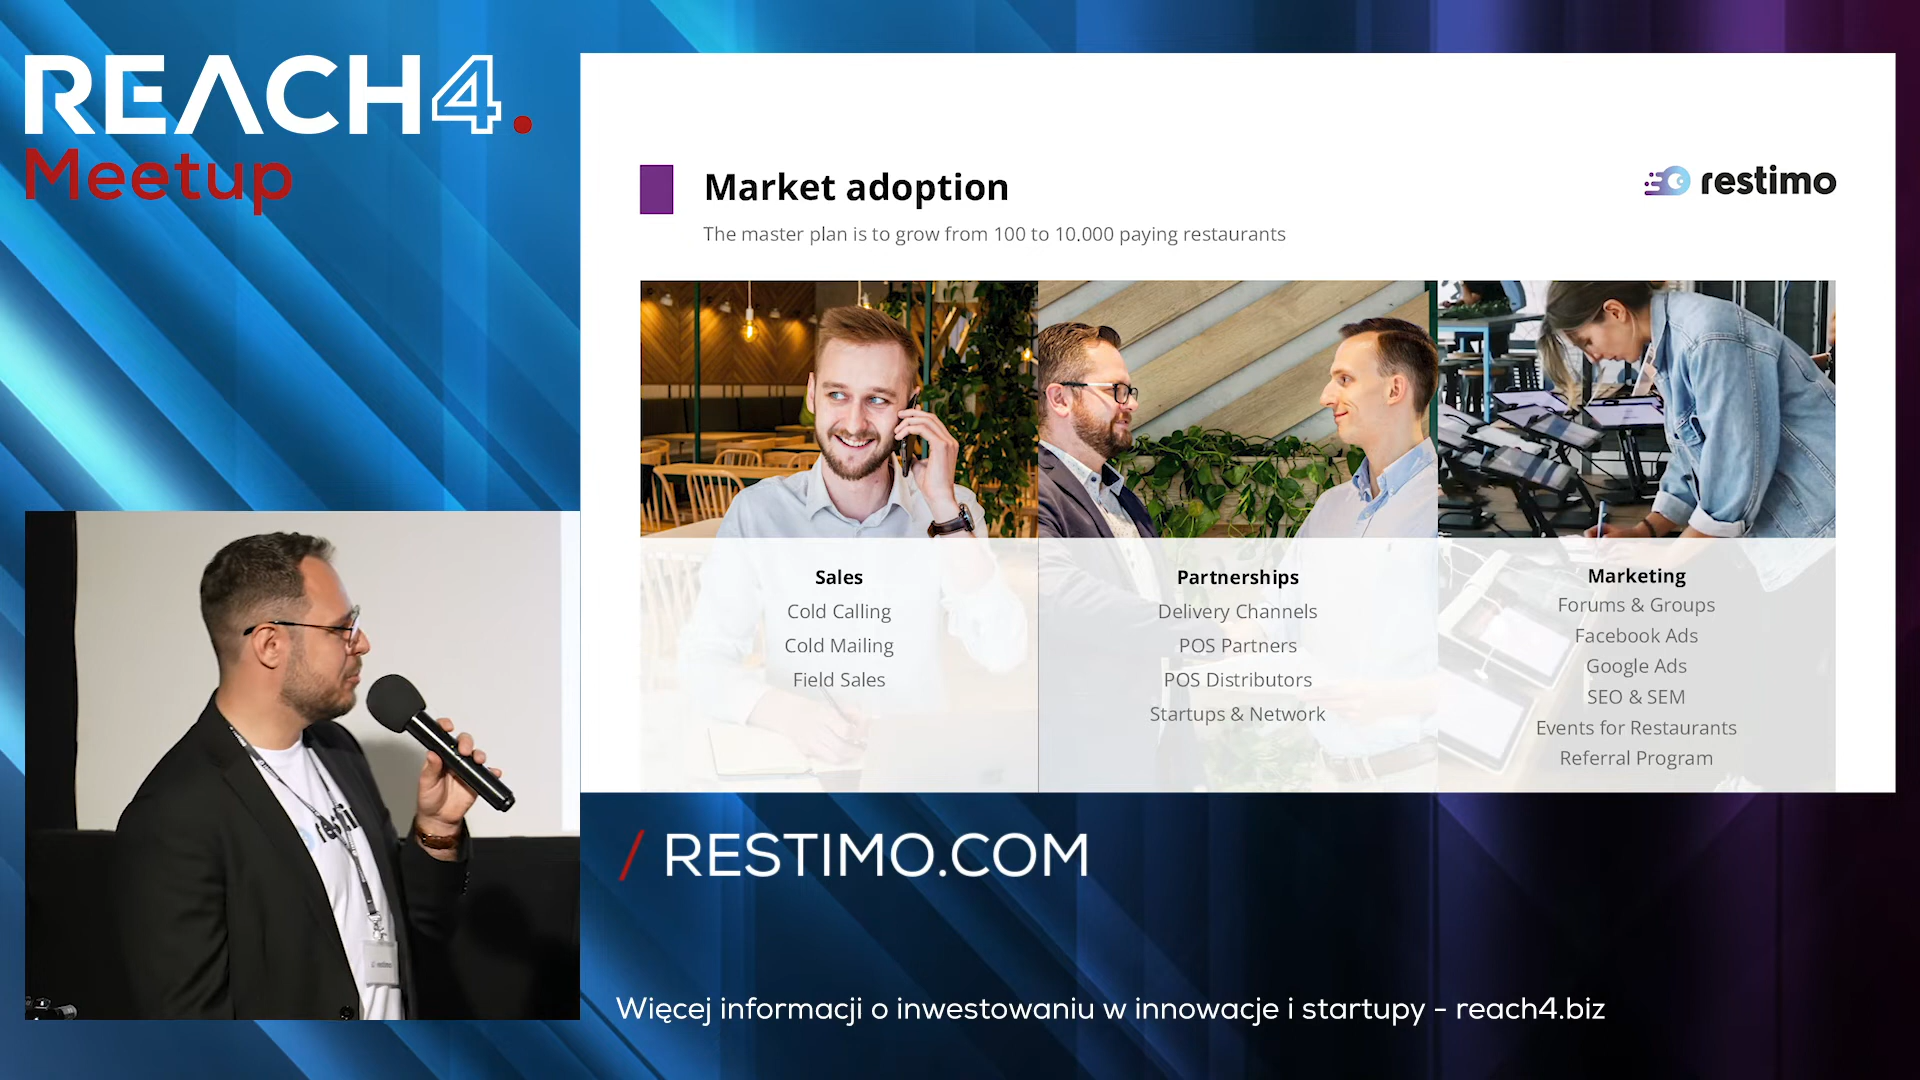 REACH4.
Meetup
Market adoption
restimo
The master plan is to grow from 100 to 10.000 paying restaurants
Sales
Cold Calling
Cold Mailing
Field Sales
Partnerships
Delivery Channels
POS Partners
POS Distributors
Startups & Network
Marketing
Forums & Groups
Facebook Ads
Google Ads
SEO & SEM
Events for Restaurants
Referral Program
/ RESTIMO.COM
Więcej informacji o inwestowaniu w innowacje i startupy - reach4.biz